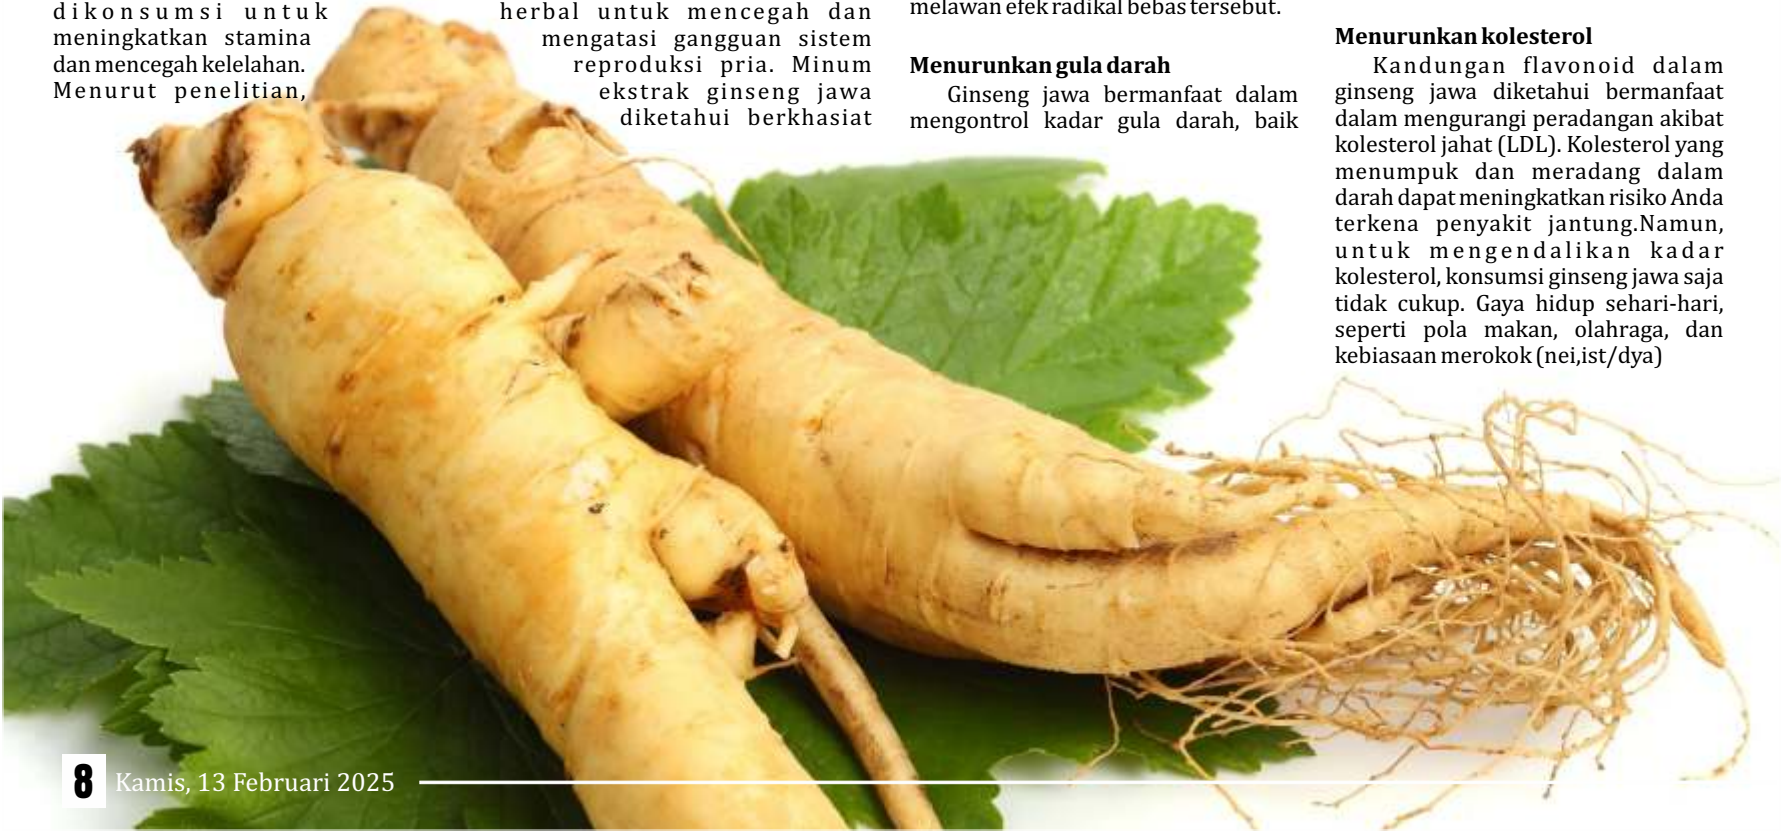 dikonsumsi untuk
meningkatkan stamina
dan mencegah kelelahan.
Menurut penelitian,
herbal untuk mencegah dan
mengatasi gangguan sistem
reproduksi pria. Minum
ekstrak ginseng jawa
diketahui berkhasiat
melawan efek radikal bebas tersebut.
Menurunkan gula darah
Ginseng jawa bermanfaat dalam
mengontrol kadar gula darah, baik
Menurunkan kolesterol
Kandungan flavonoid dalam
ginseng jawa diketahui bermanfaat
dalam mengurangi peradangan akibat
kolesterol jahat (LDL). Kolesterol yang
menumpuk dan meradang dalam
darah dapat meningkatkan risiko Anda
terkena penyakit jantung.Namun,
untuk mengendalikan kadar
kolesterol, konsumsi ginseng jawa saja
tidak cukup. Gaya hidup sehari-hari,
seperti pola makan, olahraga, dan
kebiasaan merokok (nei,ist/dya)
8 Kamis, 13 Februari 2025